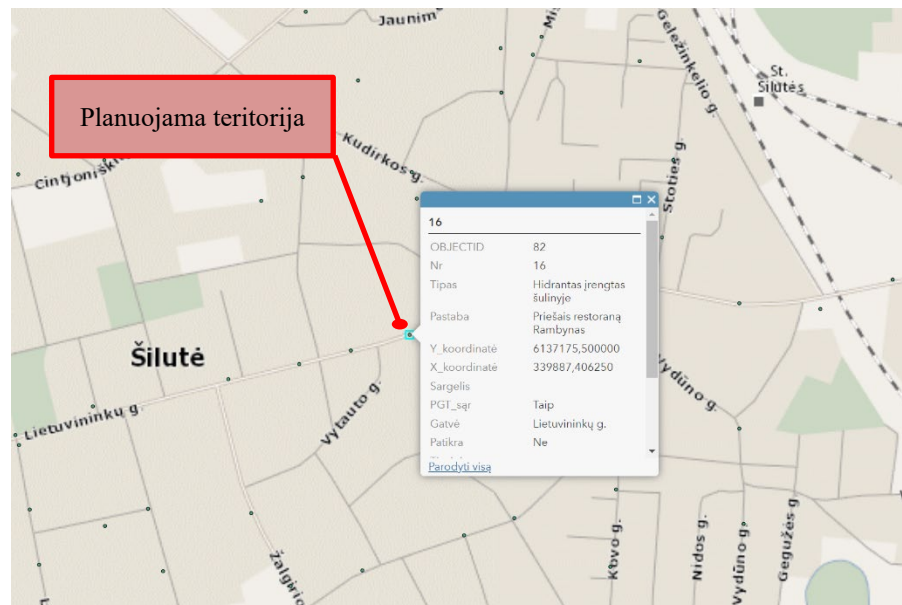 Jaunim
Planuojama teritorija
Geležinkelio g.
St.
Šilutės
Kudirkos g.
Stoties g.
16
OBJECTID 82
Nr 16
Tipas Hidrantas įrengtas
šulinyje
Pastaba Priešais restoraną
Rambynas
Y_koordinatė 6137175,500000
X_koordinatė 339887,406250
Sargelis
PGT_sąr Taip
Gatvė Lietuvininkų g.
Patikra Ne
Parodyti visą
Šilutė
Vydūno g.
Lietuvininkų g.
Vytauto g.
Kovo g.
Nidos g.
Vydūno g.
Gegužės g
Žalgirio